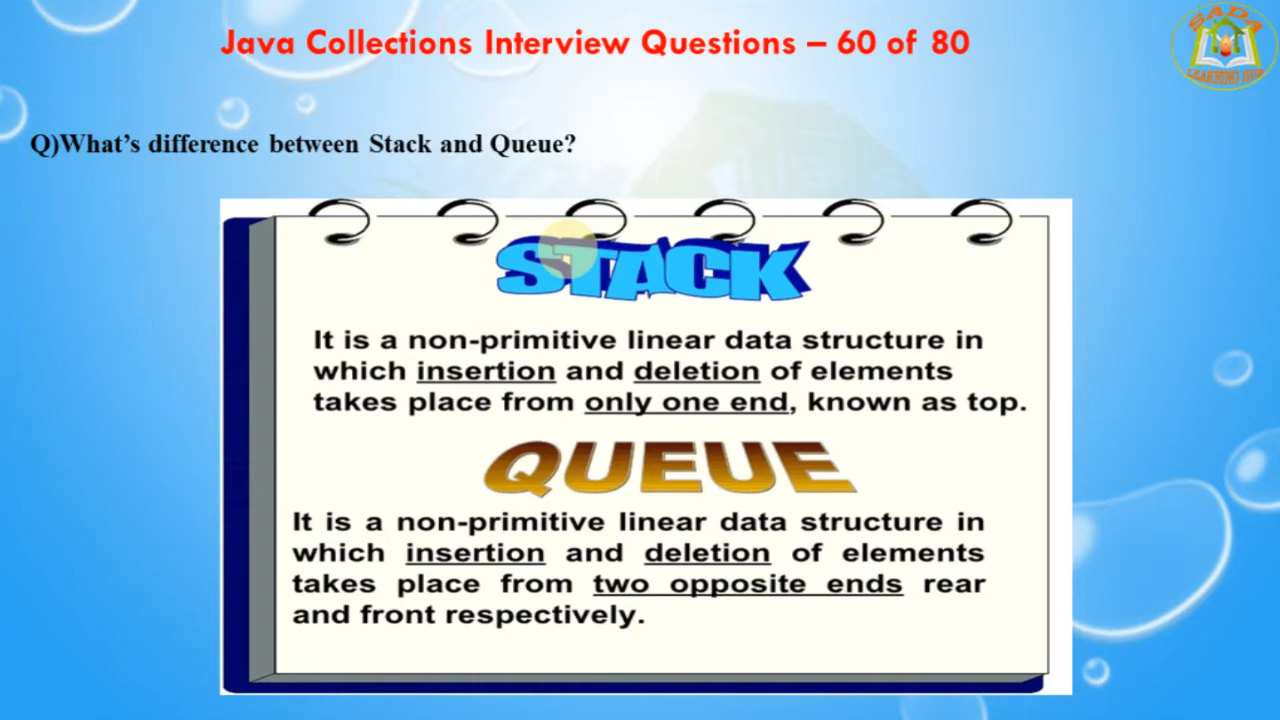 Java Collections Interview Questions – 60 of 80
SADA
LEARNING HUB
Q)What’s difference between Stack and Queue?
STACK
It is a non-primitive linear data structure in
which insertion and deletion of elements
takes place from only one end, known as top.
QUEUE
It is a non-primitive linear data structure in
which insertion and deletion of elements
takes place from two opposite ends rear
and front respectively.